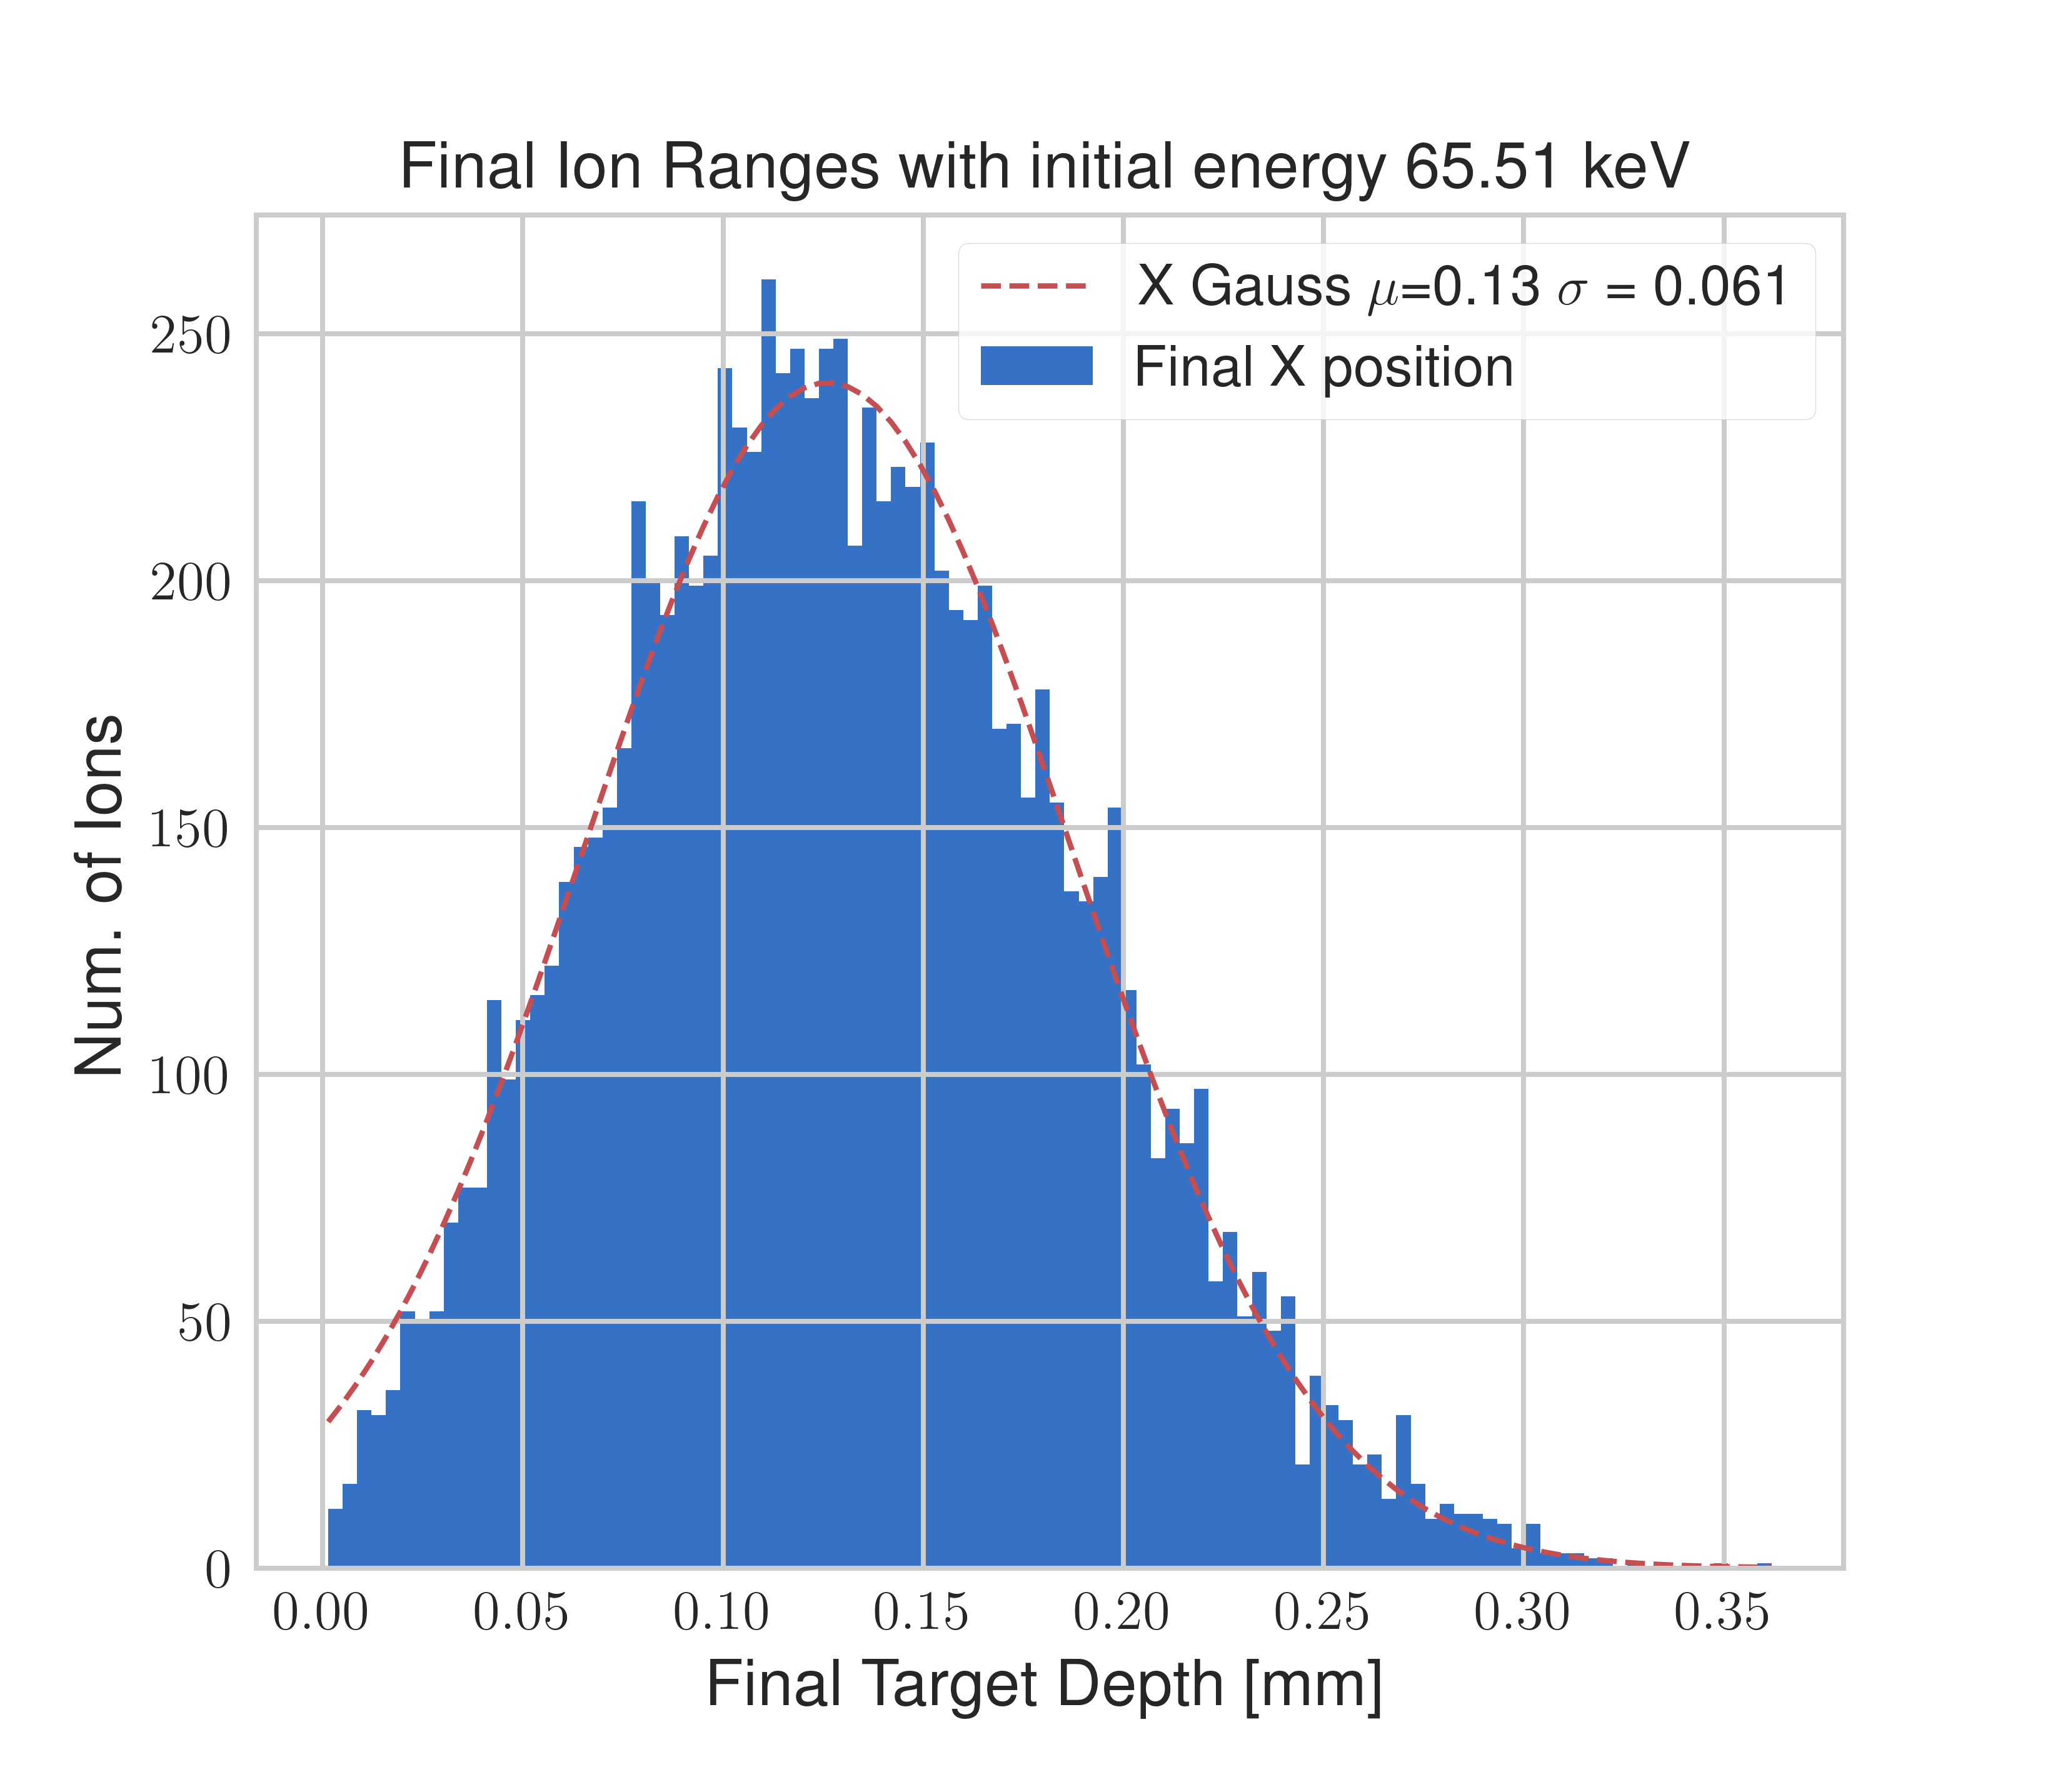 Final Ion Ranges with initial energy 65.51 keV
X Gauss μ=0.13 σ = 0.061
Final X position
250
200
150
100
50
0
Num. of Ions
0.00 0.05 0.10 0.15 0.20 0.25 0.30 0.35
Final Target Depth [mm]